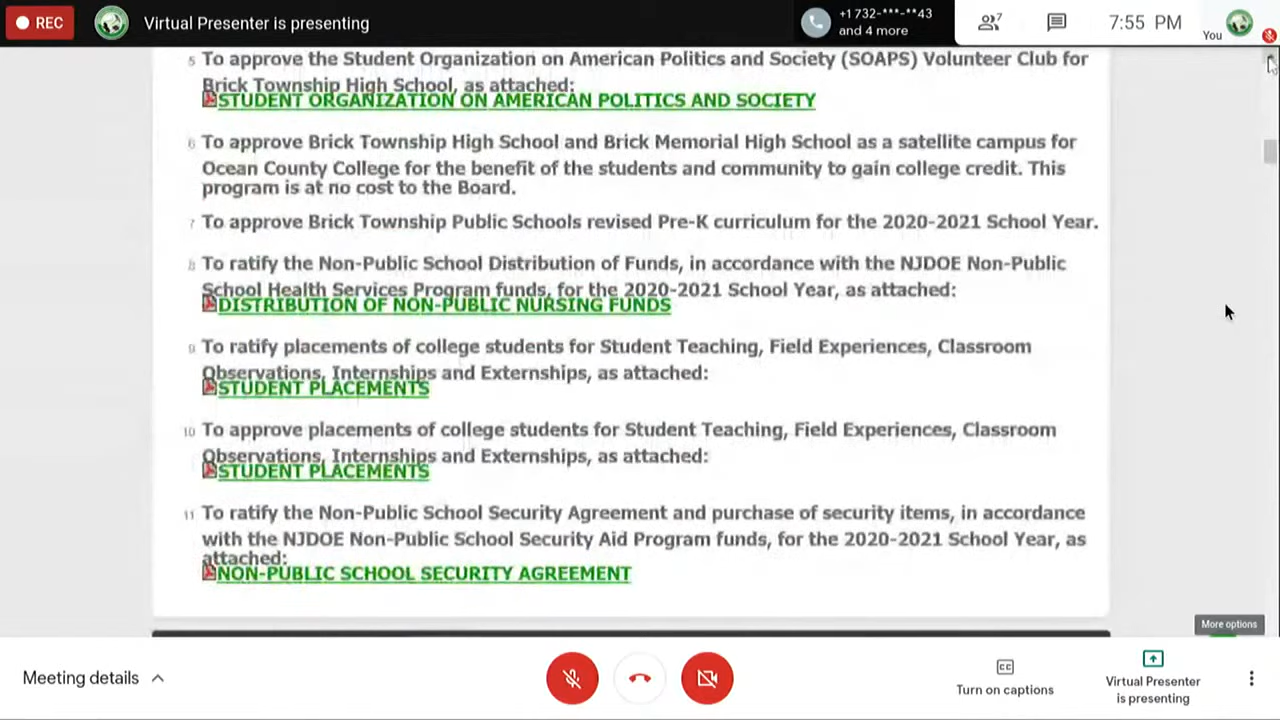 REC
Virtual Presenter is presenting
+1 732-***-**43
and 4 more
7
7:55 PM
You
5 To approve the Student Organization on American Politics and Society (SOAPS) Volunteer Club for
Brick Township High School, as attached:
STUDENT ORGANIZATION ON AMERICAN POLITICS AND SOCIETY
6 To approve Brick Township High School and Brick Memorial High School as a satellite campus for
Ocean County College for the benefit of the students and community to gain college credit. This
program is at no cost to the Board.
7 To approve Brick Township Public Schools revised Pre-K curriculum for the 2020-2021 School Year.
8 To ratify the Non-Public School Distribution of Funds, in accordance with the NJDOE Non-Public
School Health Services Program funds, for the 2020-2021 School Year, as attached:
DISTRIBUTION OF NON-PUBLIC NURSING FUNDS
9 To ratify placements of college students for Student Teaching, Field Experiences, Classroom
Observations, Internships and Externships, as attached:
STUDENT PLACEMENTS
10 To approve placements of college students for Student Teaching, Field Experiences, Classroom
Observations, Internships and Externships, as attached:
STUDENT PLACEMENTS
11 To ratify the Non-Public School Security Agreement and purchase of security items, in accordance
with the NJDOE Non-Public School Security Aid Program funds, for the 2020-2021 School Year, as
attached:
NON-PUBLIC SCHOOL SECURITY AGREEMENT
More options
Meeting details
CC
Turn on captions
Virtual Presenter
is presenting